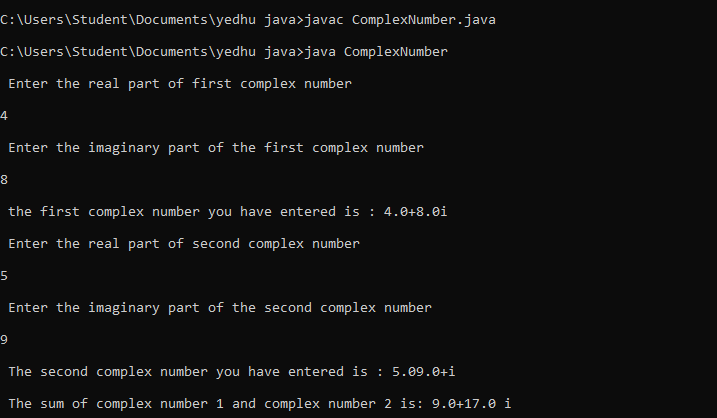 C:\Users\Student\Documents\yedhu java>javac ComplexNumber.java
C:\Users\Student\Documents\yedhu java>java ComplexNumber
Enter the real part of first complex number
4
Enter the imaginary part of the first complex number
8
the first complex number you have entered is : 4.0+8.0i
Enter the real part of second complex number
5
Enter the imaginary part of the second complex number
9
The second complex number you have entered is : 5.09.0+i
The sum of complex number 1 and complex number 2 is: 9.0+17.0 i